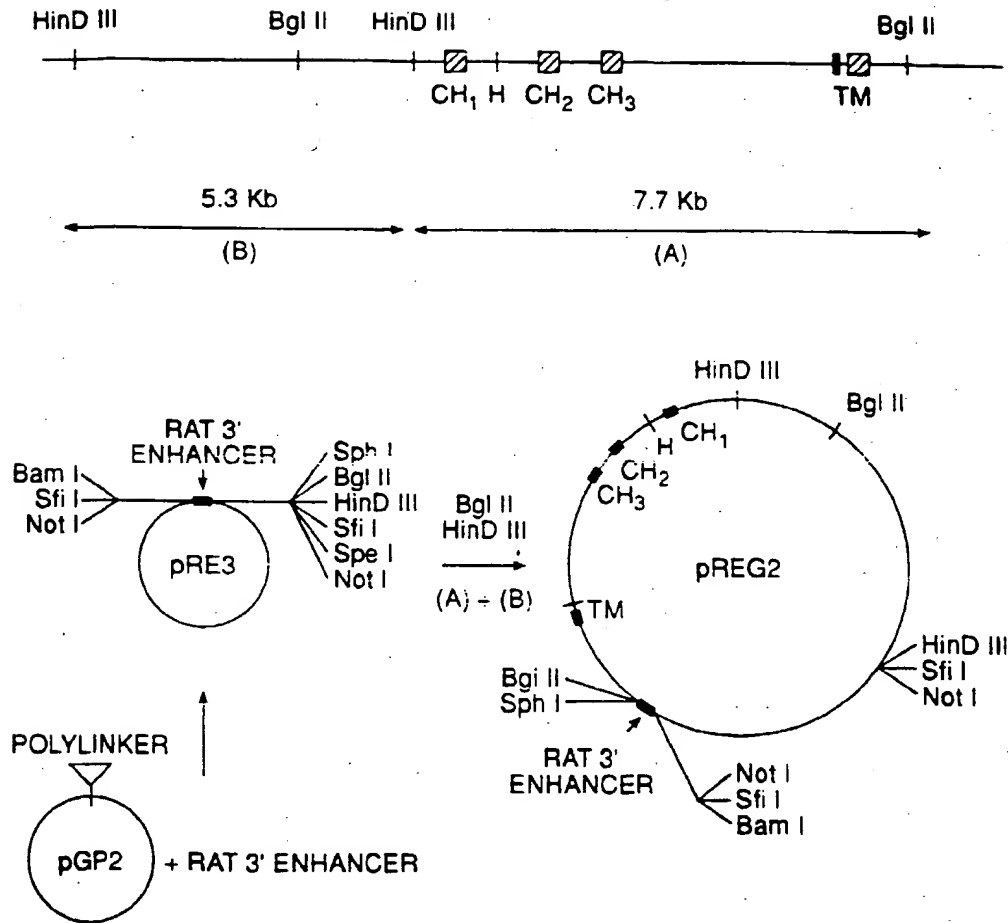 HinD III Bgl II HinD III Bgl II
CH1 H CH2 CH3 TM
5.3 Kb 7.7 Kb
(B) (A)
RAT 3'
ENHANCER
Bam I
Sfi I
Not I
Sph I
Bgl II
HinD III
Sfi I
Spe I
Not I
pRE3
Bgl II
HinD III
(A) + (B)
HinD III
Bgl II
CH1
H
CH2
CH3
pREG2
TM
Bgl II
Sph I
RAT 3'
ENHANCER
HinD III
Sfi I
Not I
Not I
Sfi I
Bam I
POLYLINKER
pGP2 + RAT 3' ENHANCER